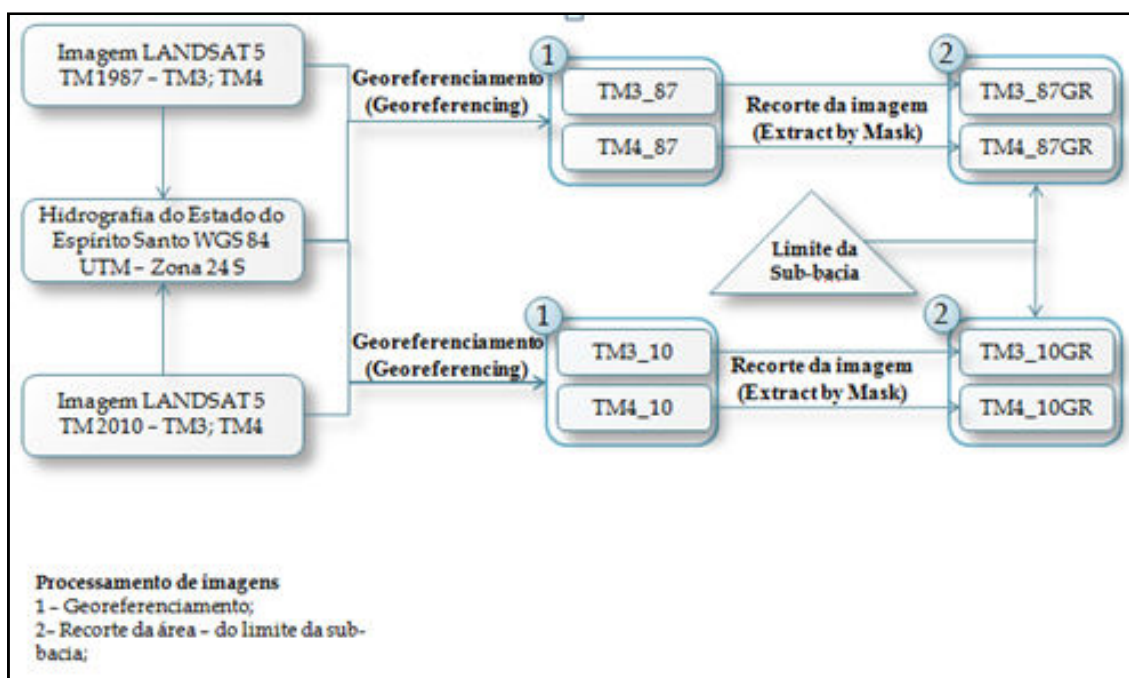 Imagem LANDSAT 5
TM 1987 – TM3; TM4
Georeferenciamento
(Georeferencing)
1
TM3_87
TM4_87
Recorte da imagem
(Extract by Mask)
2
TM3_87GR
TM4_87GR
Hidrografia do Estado do
Espírito Santo WGS 84
UTM – Zona 24 S
Limite da
Sub-bacia
Imagem LANDSAT 5
TM 2010 – TM3; TM4
Georeferenciamento
(Georeferencing)
1
TM3_10
TM4_10
Recorte da imagem
(Extract by Mask)
2
TM3_10GR
TM4_10GR
Processamento de imagens
1 – Georeferenciamento;
2– Recorte da área – do limite da sub-
bacia;